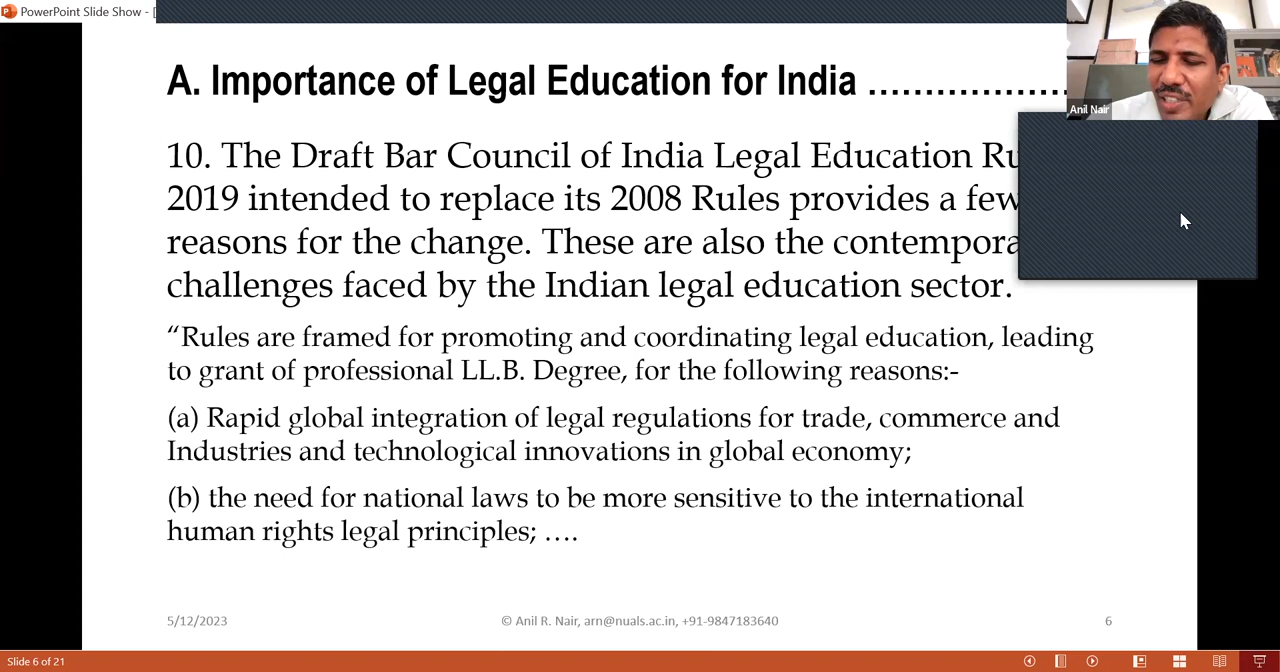 PowerPoint Slide Show - [
A. Importance of Legal Education for India ………………
Anil Nair
10. The Draft Bar Council of India Legal Education
2019 intended to replace its 2008 Rules provides a few
reasons for the change. These are also the
challenges faced by the Indian legal education sector.
“Rules are framed for promoting and coordinating legal education, leading
to grant of professional LL.B. Degree, for the following reasons:-
(a) Rapid global integration of legal regulations for trade, commerce and
Industries and technological innovations in global economy;
(b) the need for national laws to be more sensitive to the international
human rights legal principles; ….
5/12/2023
© Anil R. Nair, arn@nuals.ac.in, +91-9847183640
6
Slide 6 of 21